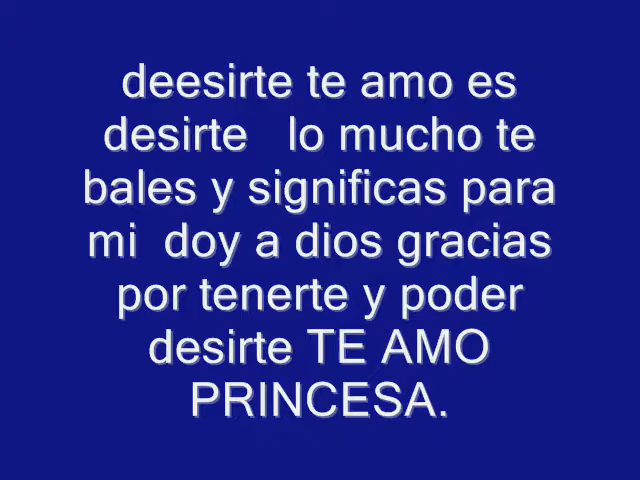 deesirte te amo es
desirte   lo mucho te
bales y significas para
mi  doy a dios gracias
por tenerte y poder
desirte TE AMO
PRINCESA.